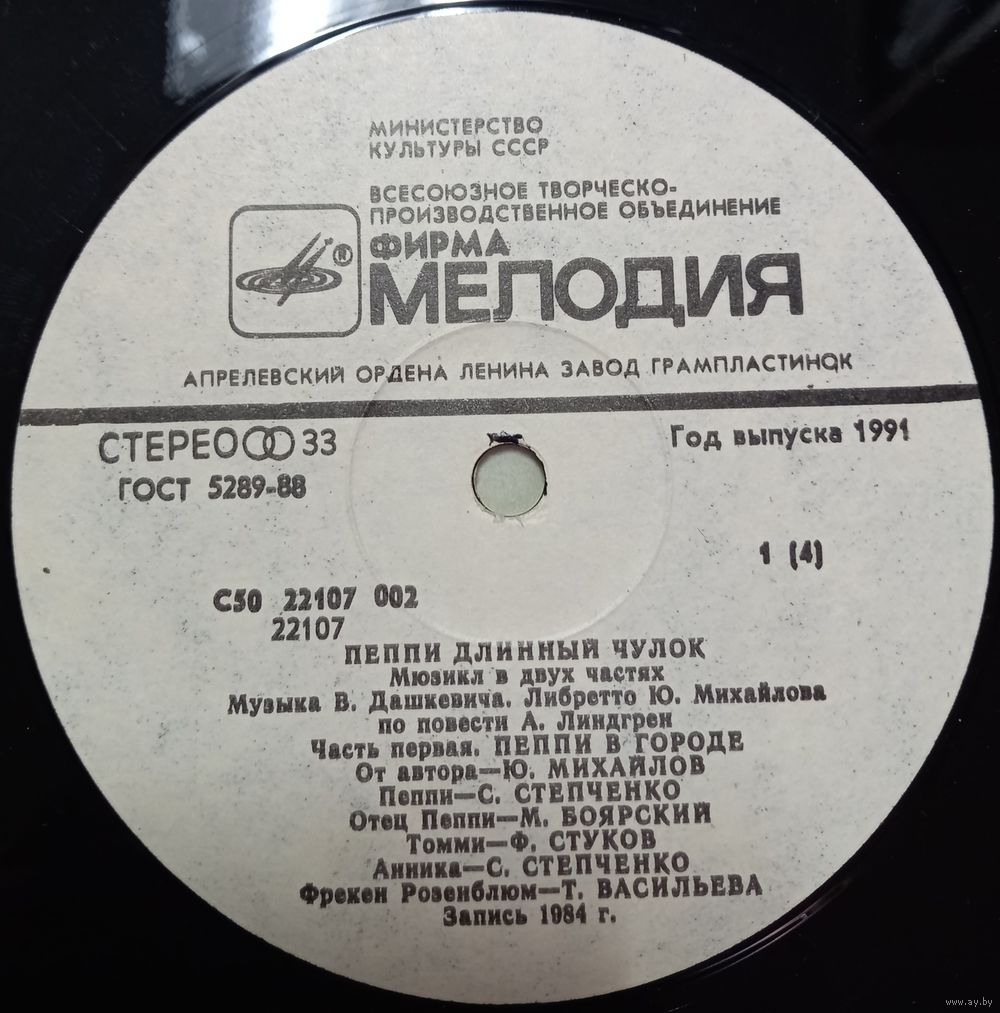 МИНИСТЕРСТВО
КУЛЬТУРЫ СССР
ВСЕСОЮЗНОЕ ТВОРЧЕСКО-
ПРОИЗВОДСТВЕННОЕ ОБЪЕДИНЕНИЕ
ФИРМА
МЕЛОДИЯ
АПРЕЛЕВСКИЙ ОРДЕНА ЛЕНИНА ЗАВОД ГРАМПЛАСТИНОК
СТЕРЕО 33
Год выпуска 1991
ГОСТ 5289-88
1 (4)
С50 22107 002
22107
ПЕППИ ДЛИННЫЙ ЧУЛОК
Мюзикл в двух частях
Музыка В. Дашкевича. Либретто Ю. Михайлова
по повести А. Линдгрен
Часть первая. ПЕППИ В ГОРОДЕ
От автора—Ю. МИХАЙЛОВ
Пеппи—С. СТЕПЧЕНКО
Отец Пеппи—М. БОЯРСКИЙ
Томми—Ф. СТУКОВ
Анника—С. СТЕПЧЕНКО
Фрекен Розенблюм—Т. ВАСИЛЬЕВА
Запись 1984 г.
www.ay.by